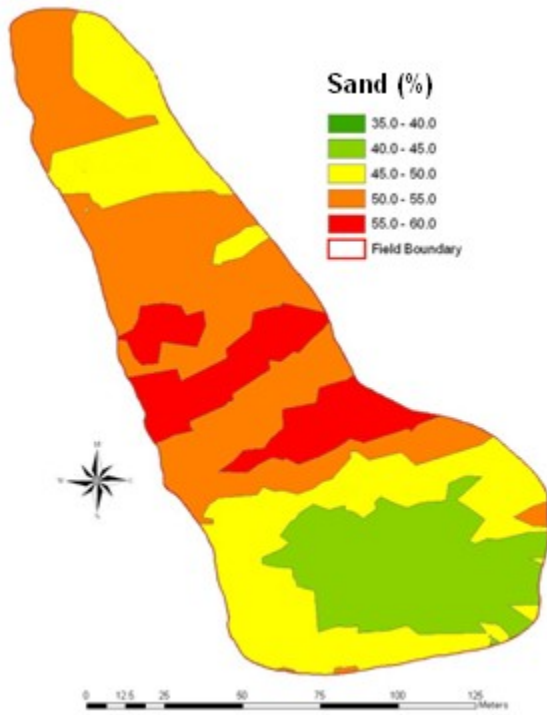 Sand (%)
35.0 - 40.0
40.0 - 45.0
45.0 - 50.0
50.0 - 55.0
55.0 - 60.0
Field Boundary
N
W
E
S
0 12.5 25 50 75 100 125
Meters